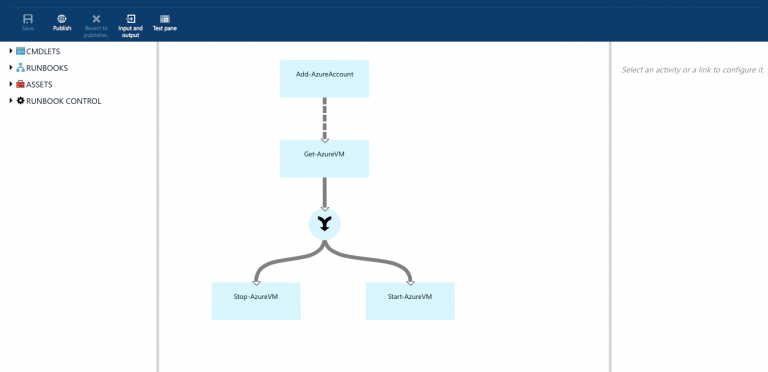 Save
Publish
Revert to
publishe..
Input and
output
Test pane
CMDLETS
RUNBOOKS
ASSETS
RUNBOOK CONTROL
Add-AzureAccount
Get-AzureVM
Stop-AzureVM
Start-AzureVM
Select an activity or a link to configure it.